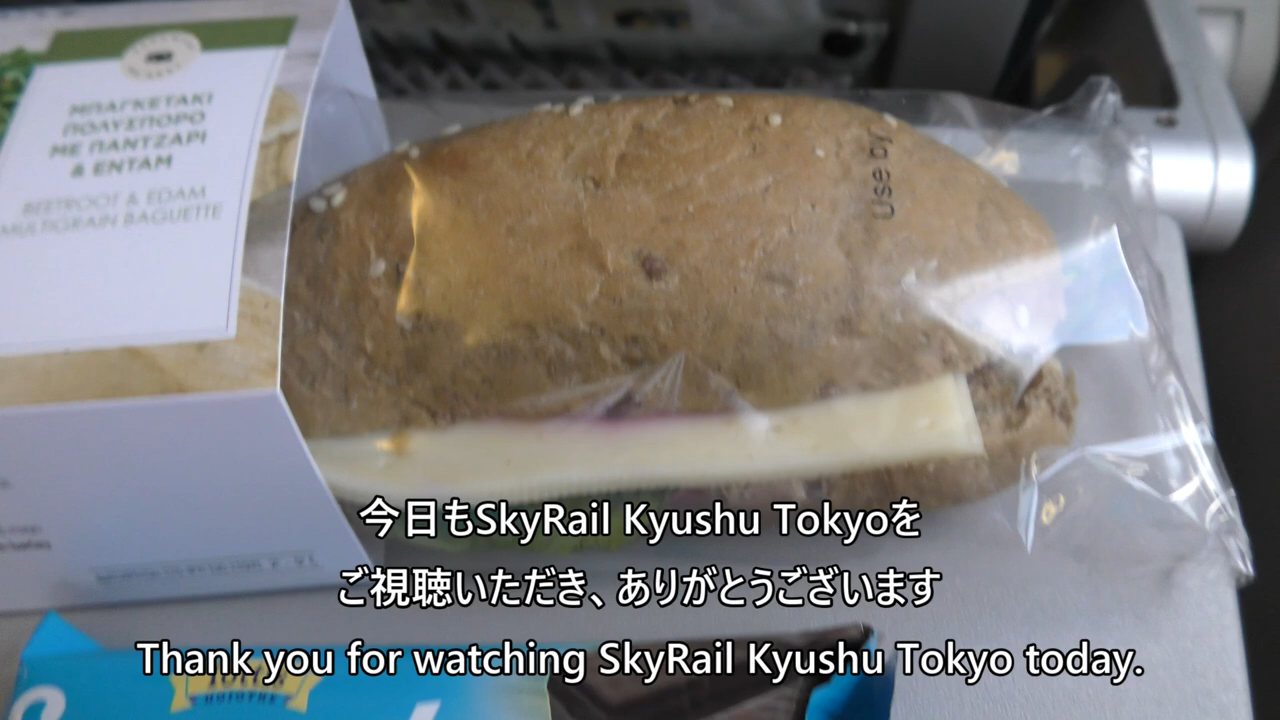 ΜΠΑΓΚΕΤΑΚΙ
ΠΟΛΥΣΠΟΡΟ
ΜΕ ΠΑΝΤΖΑΡΙ
& ΕΝΤΑΜ
BEETROOT & EDAM
MULTIGRAIN BAGUETTE
Use by
今日もSkyRail Kyushu Tokyoを
ご視聴いただき、ありがとうございます
Thank you for watching SkyRail Kyushu Tokyo today.